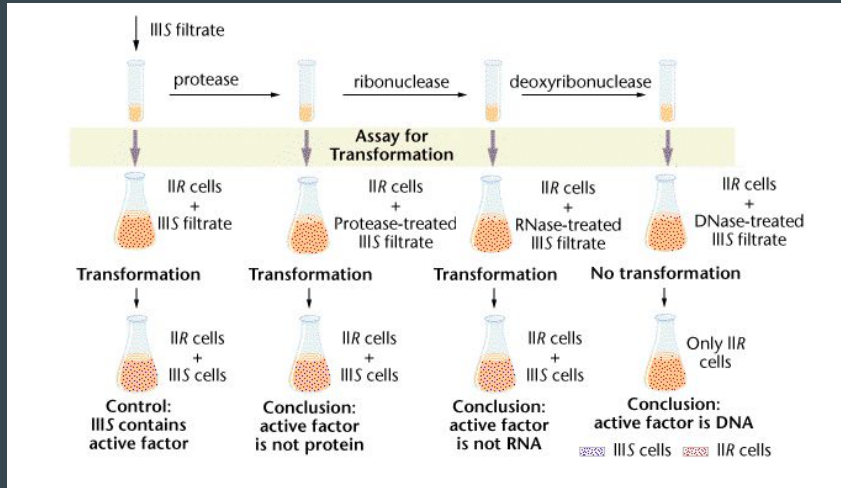 IIIS filtrate
protease
ribonuclease
deoxyribonuclease
Assay for
Transformation
IIR cells
+
IIIS filtrate
IIR cells
+
Protease-treated
IIIS filtrate
IIR cells
+
RNase-treated
IIIS filtrate
IIR cells
+
DNase-treated
IIIS filtrate
Transformation
Transformation
Transformation
No transformation
IIR cells
+
IIIS cells
IIR cells
+
IIIS cells
IIR cells
+
IIIS cells
Only IIR
cells
Control:
IIIS contains
active factor
Conclusion:
active factor
is not protein
Conclusion:
active factor
is not RNA
Conclusion:
active factor is DNA
IIIS cells
IIR cells